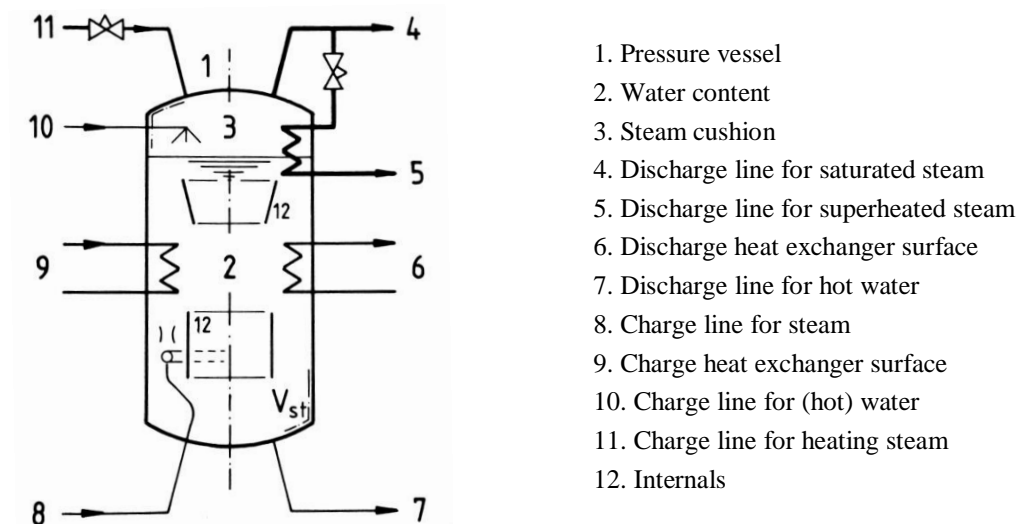 11
4
1
10
3
5
12
9
2
6
12
V_st
8
7
1. Pressure vessel
2. Water content
3. Steam cushion
4. Discharge line for saturated steam
5. Discharge line for superheated steam
6. Discharge heat exchanger surface
7. Discharge line for hot water
8. Charge line for steam
9. Charge heat exchanger surface
10. Charge line for (hot) water
11. Charge line for heating steam
12. Internals